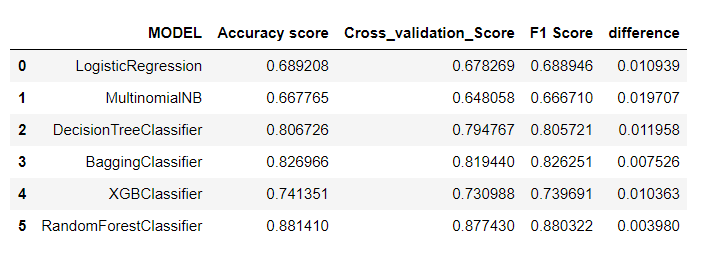 MODEL Accuracy score Cross_validation_Score F1 Score difference
0 LogisticRegression 0.689208 0.678269 0.688946 0.010939
1 MultinomialNB 0.667765 0.648058 0.666710 0.019707
2 DecisionTreeClassifier 0.806726 0.794767 0.805721 0.011958
3 BaggingClassifier 0.826966 0.819440 0.826251 0.007526
4 XGBClassifier 0.741351 0.730988 0.739691 0.010363
5 RandomForestClassifier 0.881410 0.877430 0.880322 0.003980